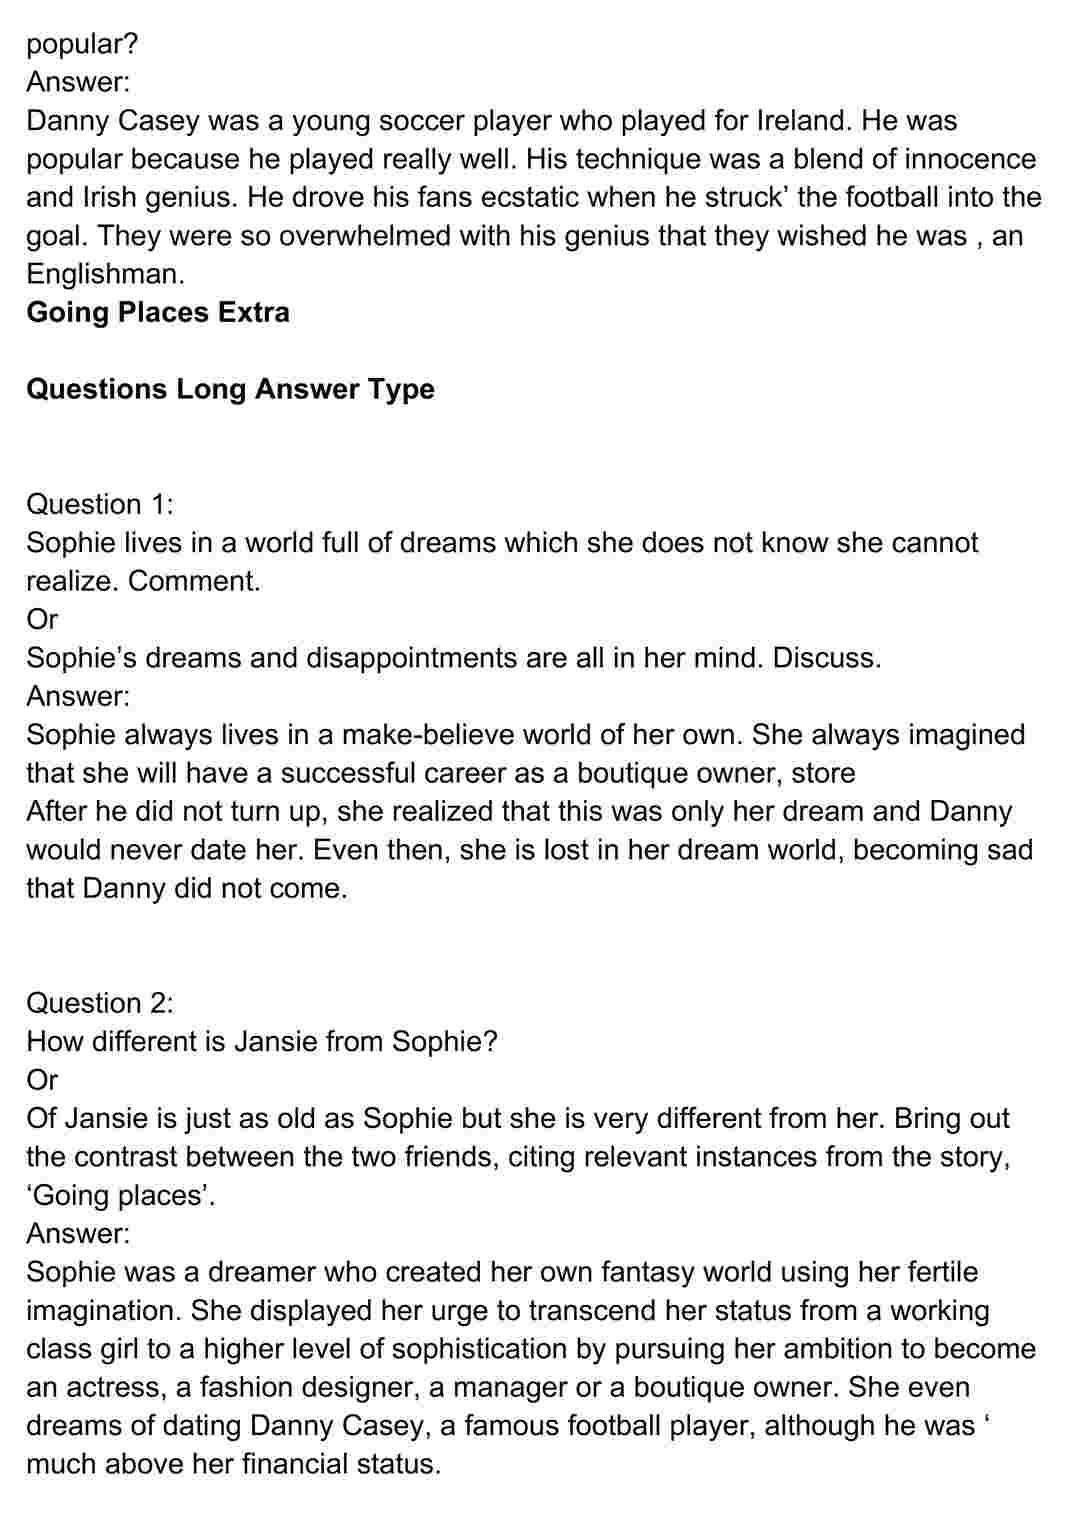 popular?
Answer:
Danny Casey was a young soccer player who played for Ireland. He was
popular because he played really well. His technique was a blend of innocence
and Irish genius. He drove his fans ecstatic when he struck’ the football into the
goal. They were so overwhelmed with his genius that they wished he was , an
Englishman.
Going Places Extra
Questions Long Answer Type
Question 1:
Sophie lives in a world full of dreams which she does not know she cannot
realize. Comment.
Or
Sophie’s dreams and disappointments are all in her mind. Discuss.
Answer:
Sophie always lives in a make-believe world of her own. She always imagined
that she will have a successful career as a boutique owner, store
After he did not turn up, she realized that this was only her dream and Danny
would never date her. Even then, she is lost in her dream world, becoming sad
that Danny did not come.
Question 2:
How different is Jansie from Sophie?
Or
Of Jansie is just as old as Sophie but she is very different from her. Bring out
the contrast between the two friends, citing relevant instances from the story,
‘Going places’.
Answer:
Sophie was a dreamer who created her own fantasy world using her fertile
imagination. She displayed her urge to transcend her status from a working
class girl to a higher level of sophistication by pursuing her ambition to become
an actress, a fashion designer, a manager or a boutique owner. She even
dreams of dating Danny Casey, a famous football player, although he was ‘
much above her financial status.